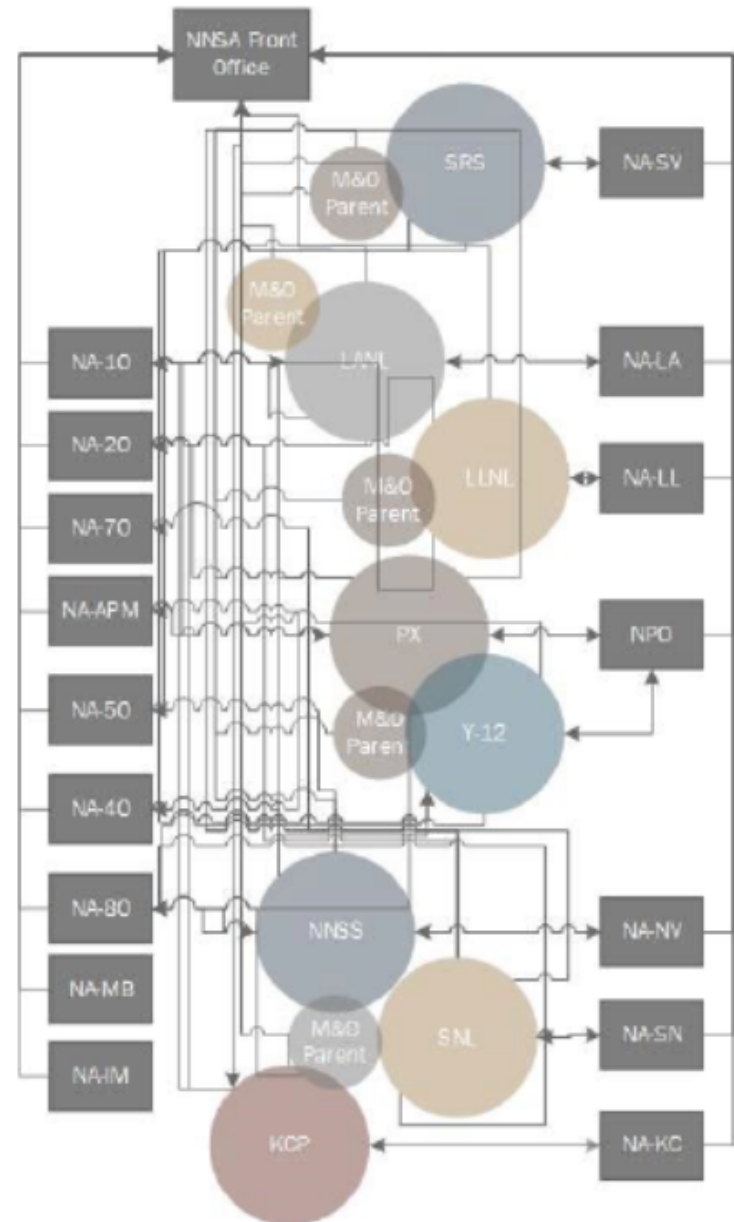 NNSA Front
Office
SRS
NA-SV
M&O
Parent
M&O
Parent
NA-10
LANL
NA-LA
NA-20
M&O
Parent
LLNL
NA-LL
NA-70
NA-APM
PX
NPO
NA-50
M&O
Parent
Y-12
NA-40
NA-80
NNSS
NA-NV
NA-MB
M&O
Parent
SNL
NA-SN
NA-IM
KCP
NA-KC